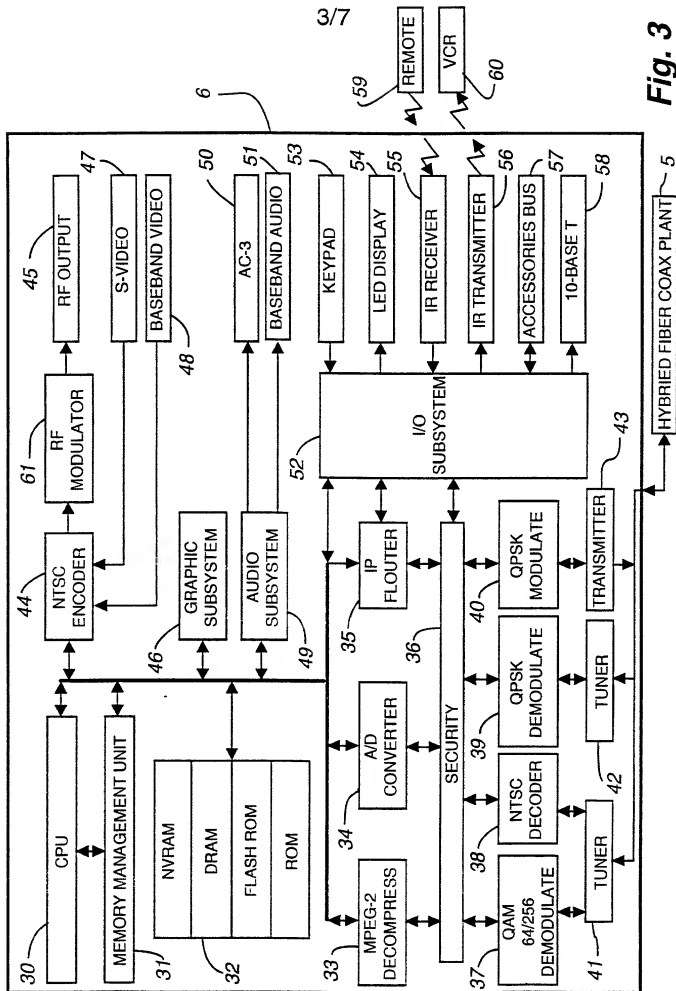 3/7
30
CPU
31
MEMORY MANAGEMENT UNIT
32
NVRAM
DRAM
FLASH ROM
ROM
44
NTSC
ENCODER
61
RF
MODULATOR
45
RF OUTPUT
47
S-VIDEO
48
BASEBAND VIDEO
46
GRAPHIC
SUBSYSTEM
49
AUDIO
SUBSYSTEM
50
AC-3
51
BASEBAND AUDIO
6
33
MPEG-2
DECOMPRESS
34
A/D
CONVERTER
35
IP
FLOUTER
52
I/O
SUBSYSTEM
53
KEYPAD
54
LED DISPLAY
55
IR RECEIVER
56
IR TRANSMITTER
57
ACCESSORIES BUS
58
10-BASE T
59
REMOTE
60
VCR
36
SECURITY
37
QAM
64/256
DEMODULATE
38
NTSC
DECODER
39
QPSK
DEMODULATE
40
QPSK
MODULATE
41
TUNER
42
TUNER
43
TRANSMITTER
5
HYBRIED FIBER COAX PLANT
Fig. 3